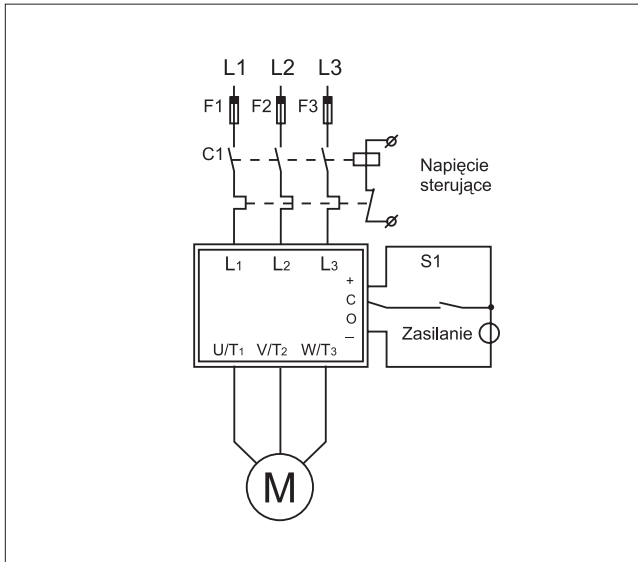 L1 L2 L3
F1 F2 F3
C1
Napięcie
sterujące
L1 L2 L3
S1
+
C
O
–
Zasilanie
U/T1 V/T2 W/T3
M